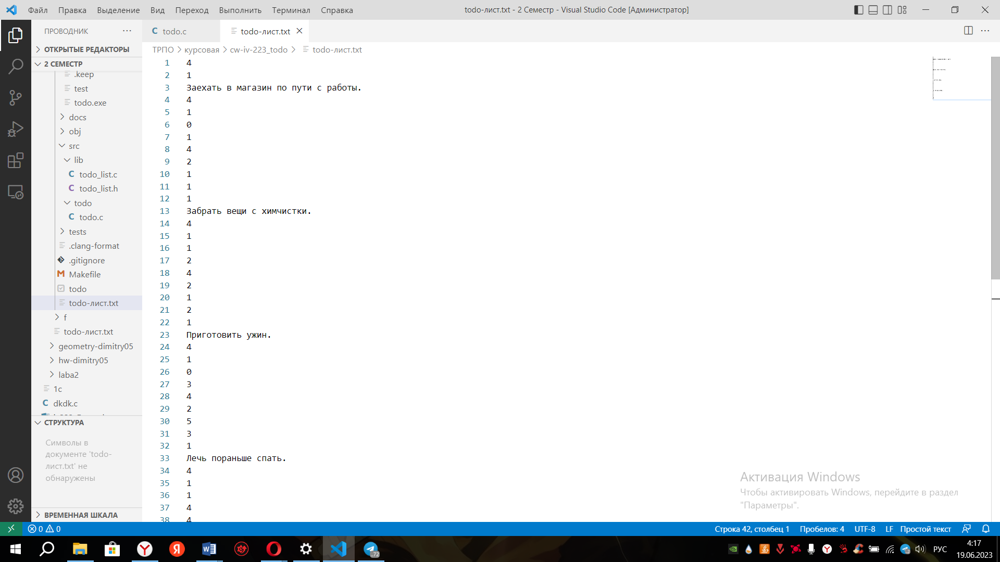 Файл Правка Выделение Вид Переход Выполнить Терминал Справка todo-лист.txt - 2 Семестр - Visual Studio Code [Администратор]
ПРОВОДНИК
todo.c
todo-лист.txt
ОТКРЫТЫЕ РЕДАКТОРЫ
ТРПО > курсовая > cw-iv-223_todo > todo-лист.txt
2 СЕМЕСТР
.keep
test
todo.exe
docs
obj
src
lib
C todo_list.c
C todo_list.h
todo
C todo.c
tests
.clang-format
.gitignore
Makefile
todo
todo-лист.txt
f
todo-лист.txt
geometry-dimitry05
hw-dimitry05
laba2
1c
C dkdk.c
СТРУКТУРА
Символы в
документе 'todo-
лист.txt' не
обнаружены
ВРЕМЕННАЯ ШКАЛА
1 4
2 1
3 Заехать в магазин по пути с работы.
4 4
5 1
6 0
7 1
8 4
9 2
10 1
11 1
12 1
13 Забрать вещи с химчистки.
14 4
15 1
16 1
17 2
18 4
19 2
20 1
21 2
22 1
23 Приготовить ужин.
24 4
25 1
26 0
27 3
28 4
29 2
30 5
31 3
32 1
33 Лечь пораньше спать.
34 4
35 1
36 1
37 4
38 4
Активация Windows
Чтобы активировать Windows, перейдите в раздел
"Параметры".
0 0 Строка 42, столбец 1 Пробелов: 4 UTF-8 LF Простой текст
72
РУС
4:17
19.06.2023